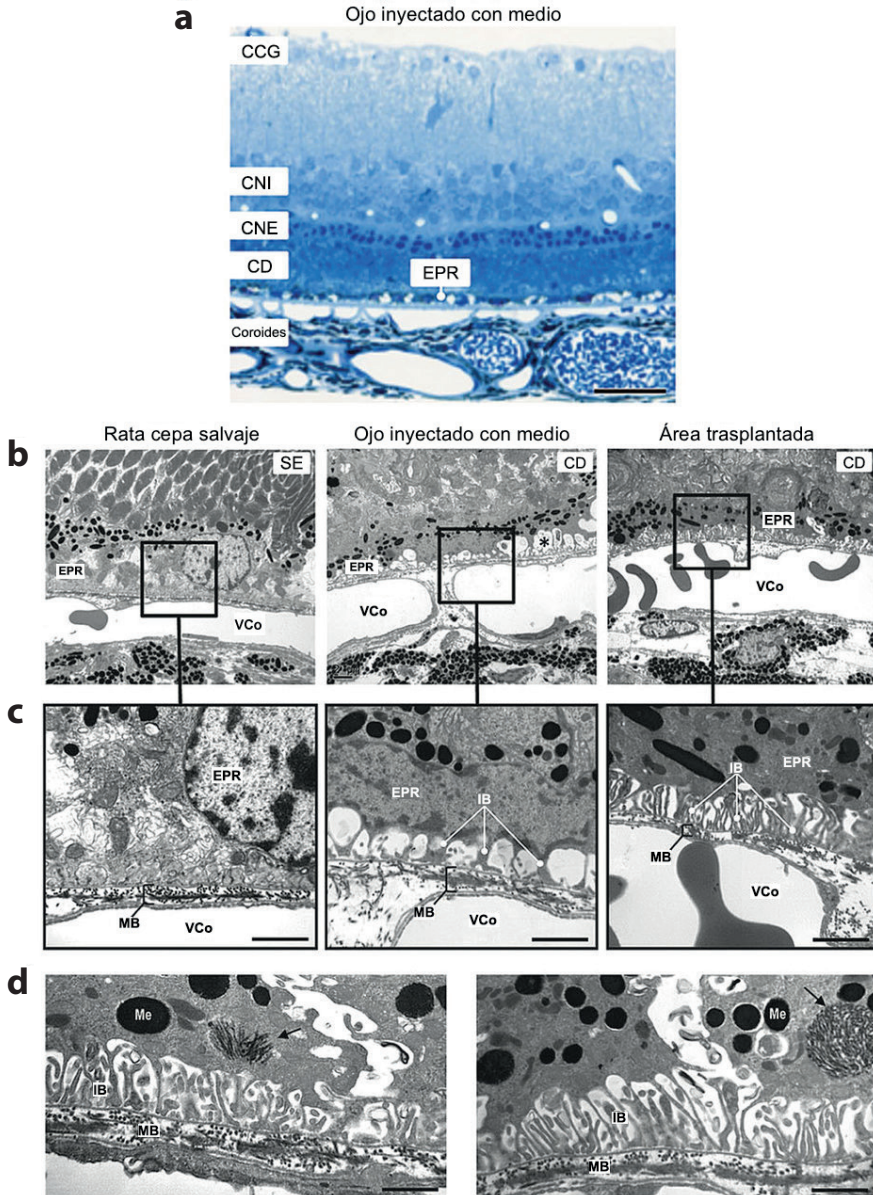 a
Ojo inyectado con medio
CCG
CNI
CNE
CD
EPR
Coroides
b
Rata cepa salvaje
Ojo inyectado con medio
Área trasplantada
SE
EPR
VCo
CD
*
EPR
VCo
CD
EPR
VCo
c
EPR
MB
VCo
EPR
IB
MB
VCo
IB
EPR
MB
VCo
d
Me
IB
MB
Me
IB
MB